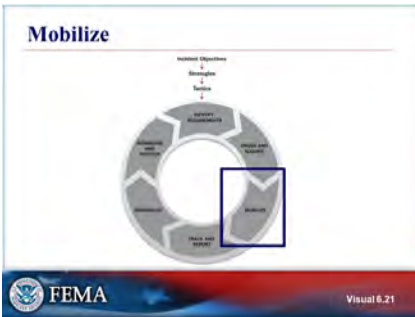 Mobilize
Incident Objectives
Strategies
Tactics
IDENTIFY
REQUIREMENTS
ORDER AND
ACQUIRE
MOBILIZE
TRACK AND
REPORT
DEMOBILIZE
REIMBURSE
AND
RESTOCK
FEMA
Visual 6.21